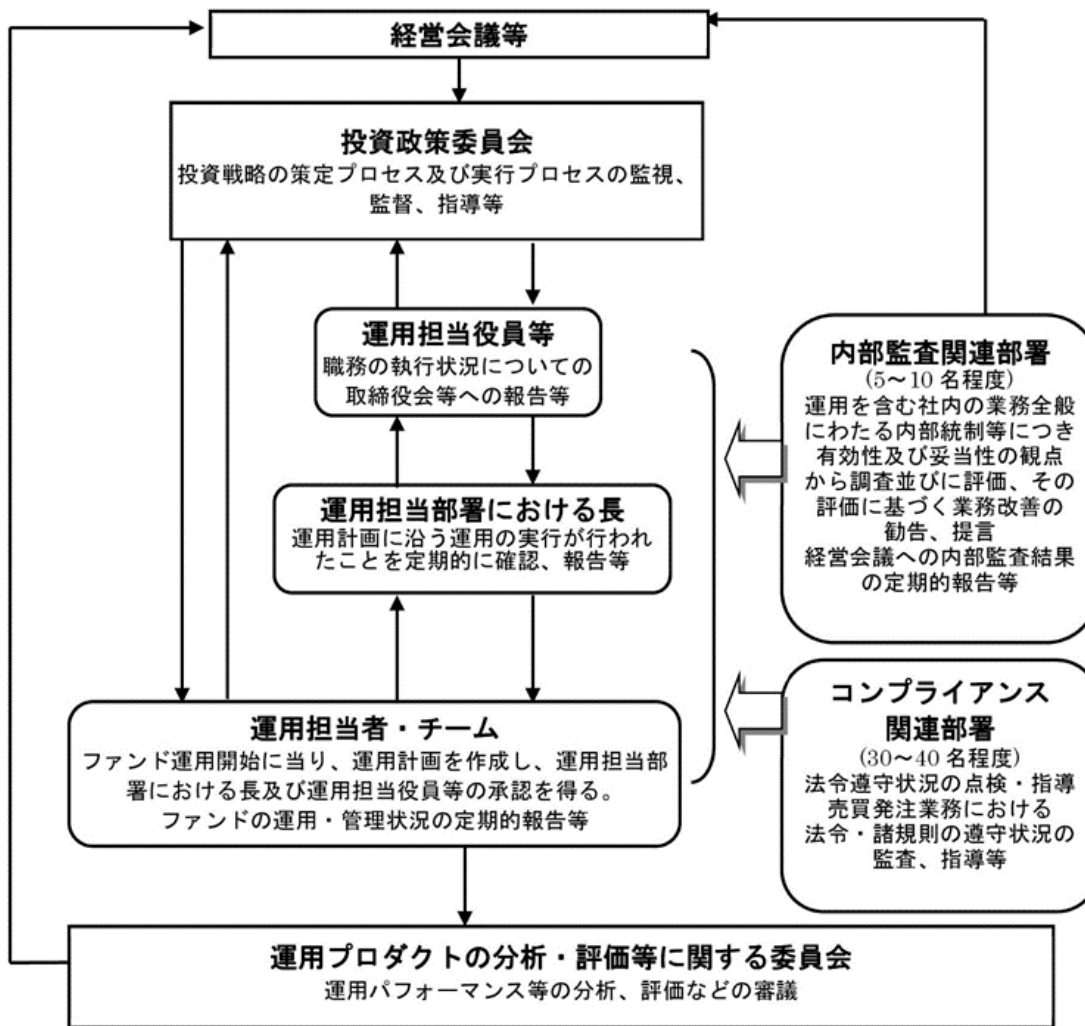 経営会議等
投資政策委員会
投資戦略の策定プロセス及び実行プロセスの監視、
監督、指導等
運用担当役員等
職務の執行状況についての
取締役会等への報告等
運用担当部署における長
運用計画に沿う運用の実行が行われ
たことを定期的に確認、報告等
運用担当者・チーム
ファンド運用開始に当り、運用計画を作成し、運用担当部
署における長及び運用担当役員等の承認を得る。
ファンドの運用・管理状況の定期的報告等
内部監査関連部署
(5～10 名程度)
運用を含む社内の業務全般
にわたる内部統制等につき
有効性及び妥当性の観点
から調査並びに評価、その
評価に基づく業務改善の
勧告、提言
経営会議への内部監査結果
の定期的報告等
コンプライアンス
関連部署
(30～40 名程度)
法令遵守状況の点検・指導
売買発注業務における
法令・諸規則の遵守状況の
監査、指導等
運用プロダクトの分析・評価等に関する委員会
運用パフォーマンス等の分析、評価などの審議